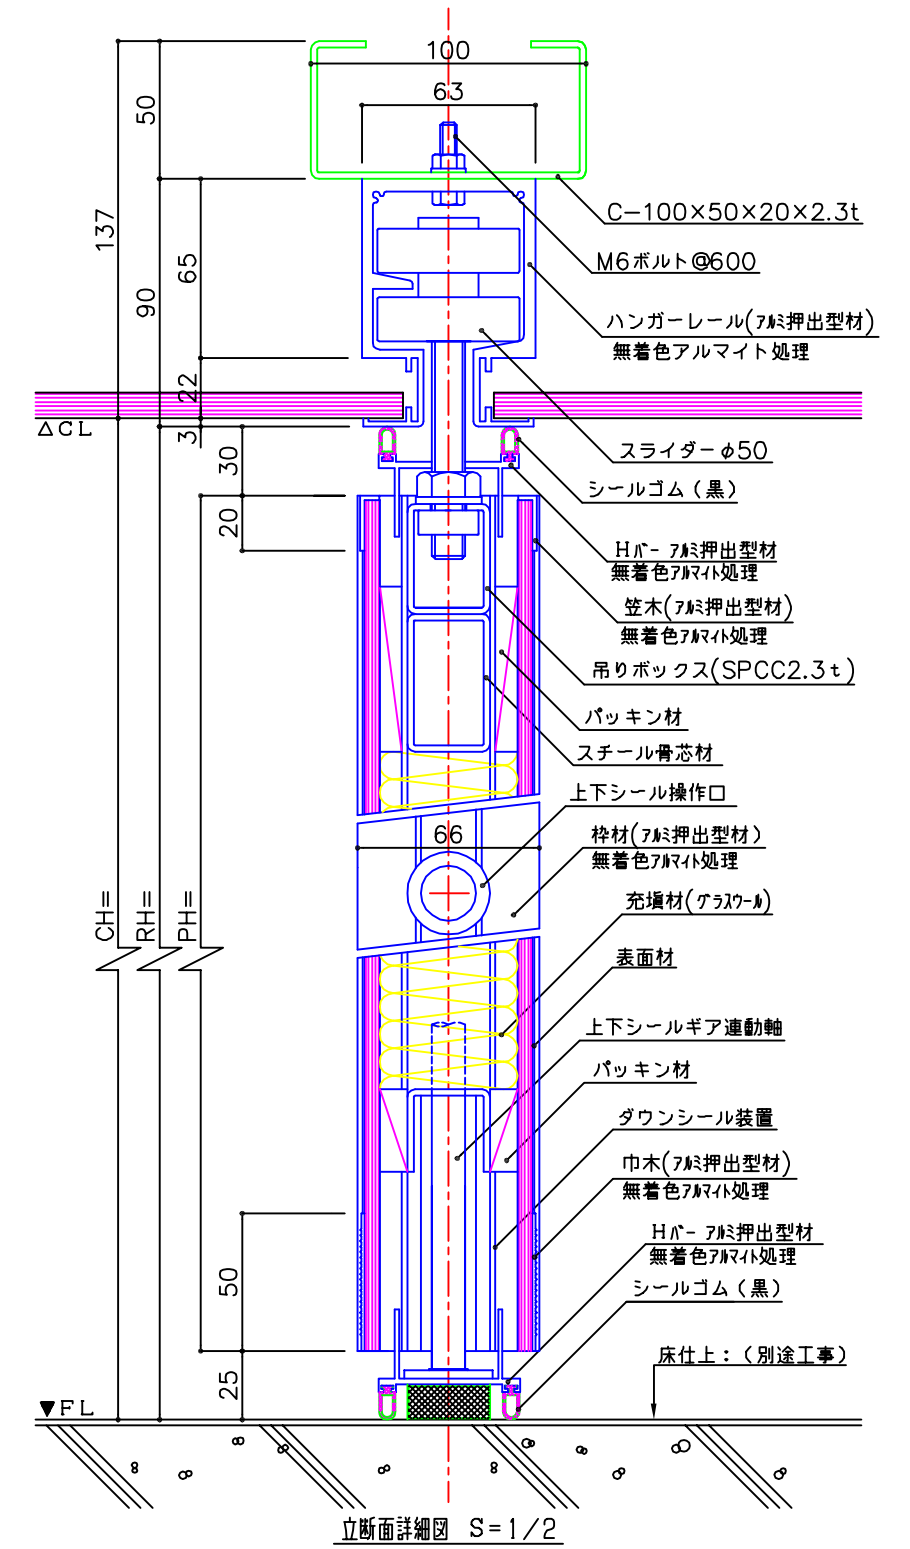 100
63
50
137
C-100×50×20×2.3t
M6ボルト@600
65
90
ハンガーレール(アルミ押出型材)
無着色アルマイト処理
22
△CL
3
スライダーφ50
30
シールゴム(黒)
20
Hバー アルミ押出型材
無着色アルマイト処理
笠木(アルミ押出型材)
無着色アルマイト処理
吊りボックス(SPCC2.3t)
パッキン材
スチール骨芯材
上下シール操作口
66
枠材(アルミ押出型材)
無着色アルマイト処理
充填材(グラスウール)
CH=
RH=
PH=
表面材
上下シールギア連動軸
パッキン材
ダウンシール装置
巾木(アルミ押出型材)
無着色アルマイト処理
Hバー アルミ押出型材
無着色アルマイト処理
50
シールゴム(黒)
床仕上:(別途工事)
25
▼FL
立断面詳細図 S=1/2